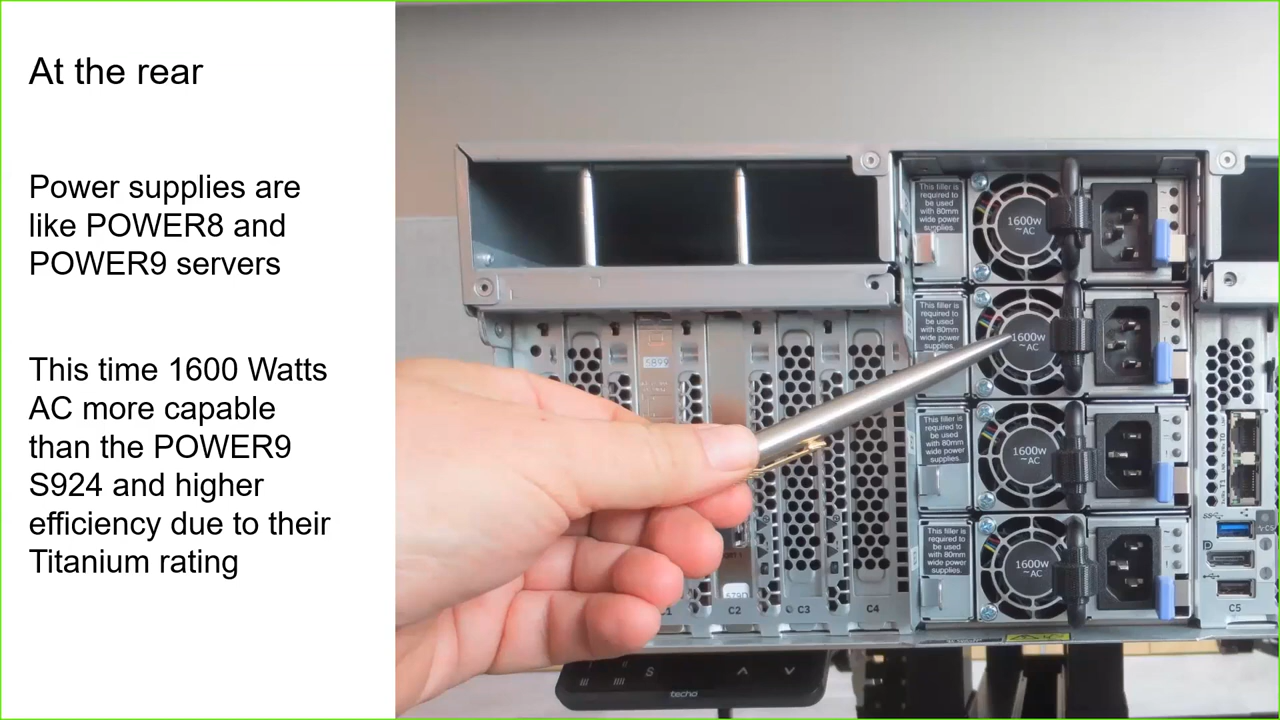 At the rear
Power supplies are
like POWER8 and
POWER9 servers
This time 1600 Watts
AC more capable
than the POWER9
S924 and higher
efficiency due to their
Titanium rating
This filler is
required to
be used
with 80mm
wide power
supplies.
1600w
~AC
This filler is
required to
be used
with 80mm
wide power
supplies.
1600w
~AC
This filler is
required to
be used
with 80mm
wide power
supplies.
1600w
~AC
This filler is
required to
be used
with 80mm
wide power
supplies.
1600w
~AC
5899
T0
T1
C2
C3
C4
C5
S
techo